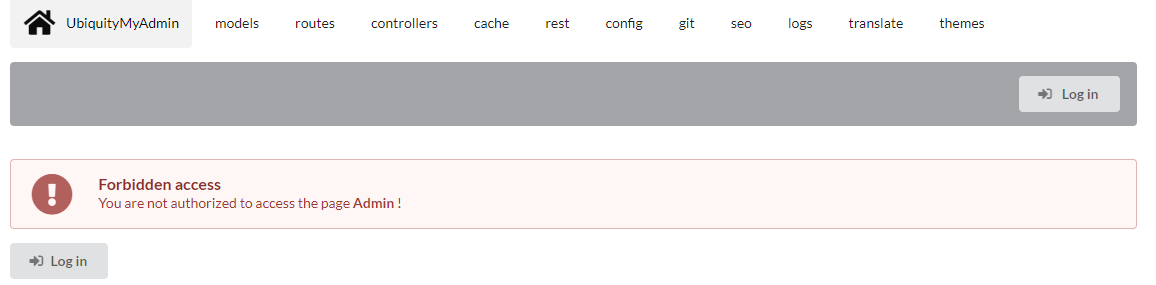 UbiquityMyAdmin models routes controllers cache rest config git seo logs translate themes
Log in
Forbidden access
You are not authorized to access the page Admin !
Log in